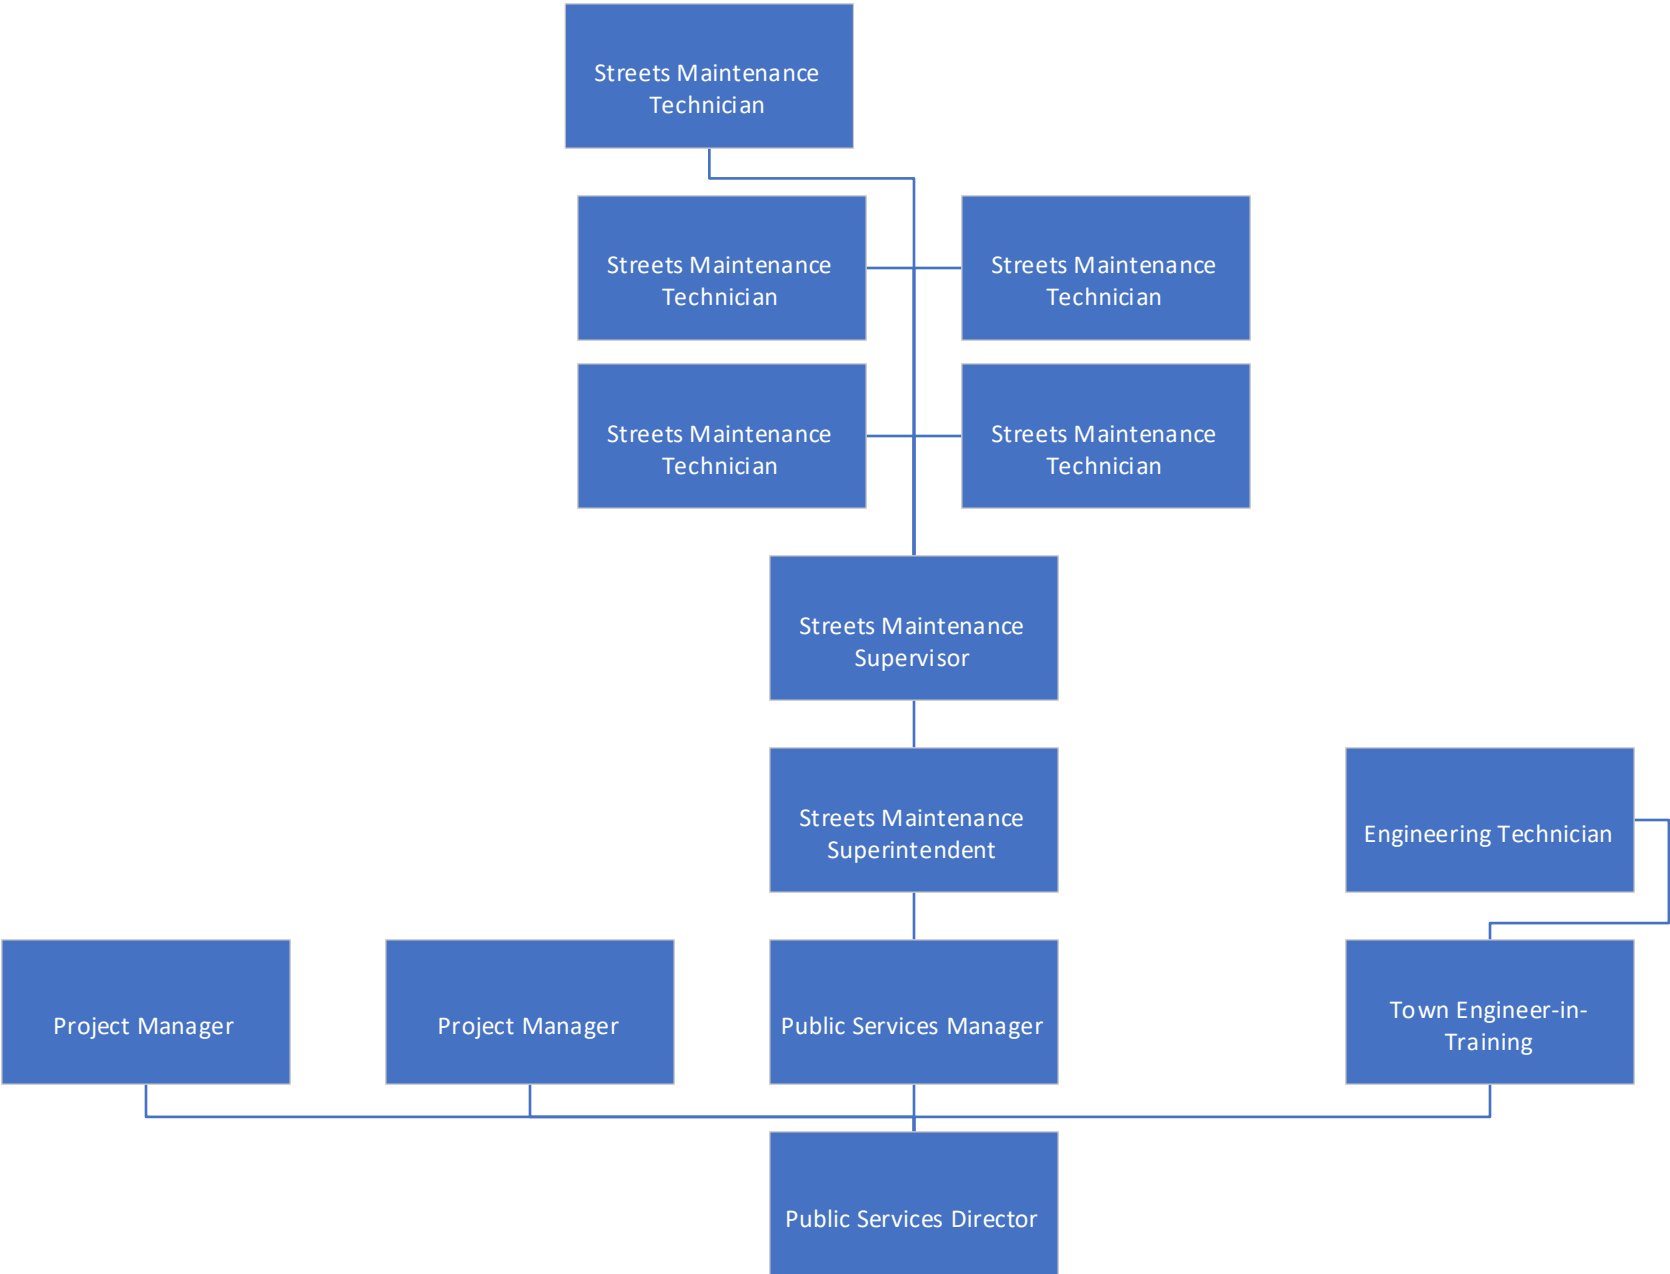 Streets Maintenance
Technician
Streets Maintenance
Technician
Streets Maintenance
Technician
Streets Maintenance
Technician
Streets Maintenance
Technician
Streets Maintenance
Supervisor
Streets Maintenance
Superintendent
Engineering Technician
Project Manager
Project Manager
Public Services Manager
Town Engineer-in-
Training
Public Services Director